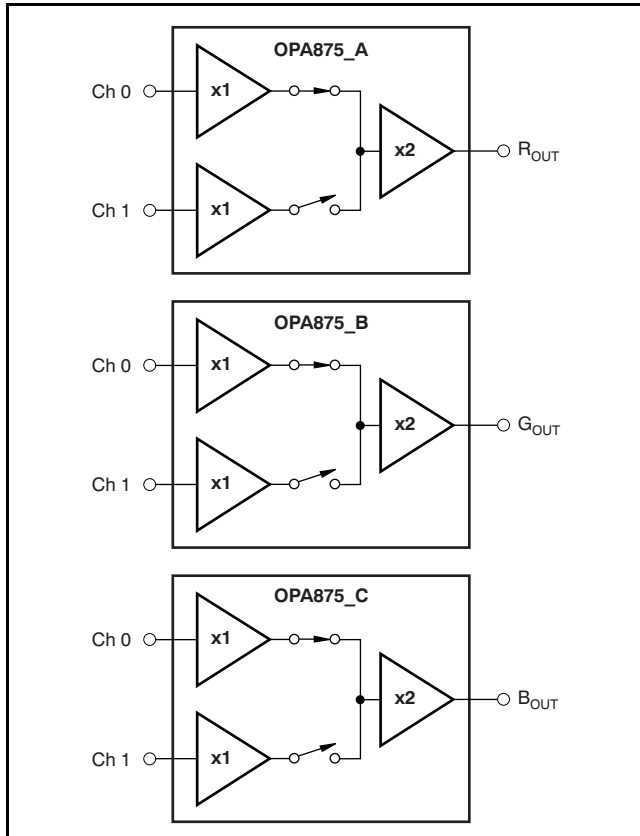 OPA875_A
Ch 0
x1
x2
R_OUT
Ch 1
x1
OPA875_B
Ch 0
x1
x2
G_OUT
Ch 1
x1
OPA875_C
Ch 0
x1
x2
B_OUT
Ch 1
x1